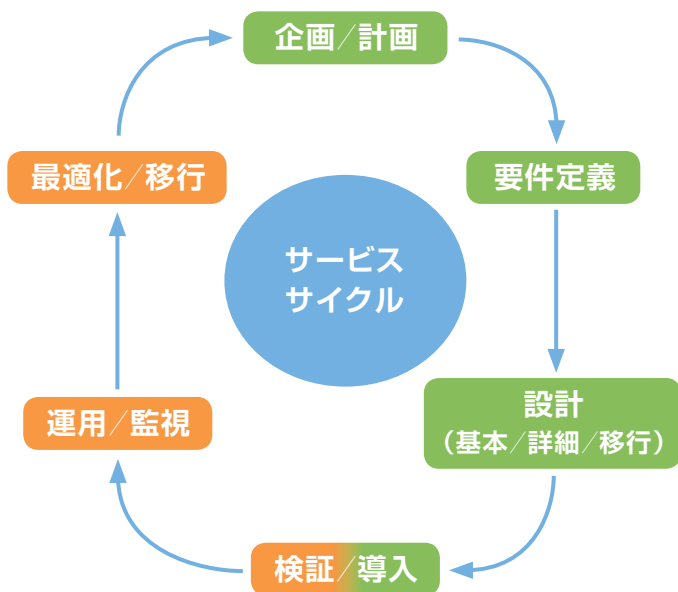 企画/計画
最適化/移行
要件定義
サービス
サイクル
設計
（基本/詳細/移行）
運用/監視
検証/導入